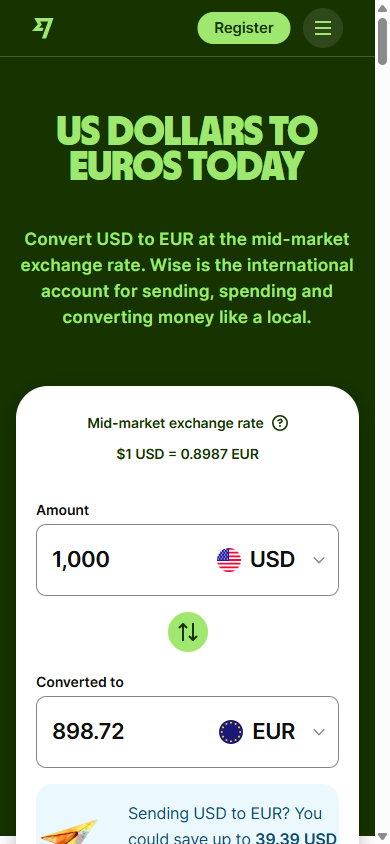 Register
US DOLLARS TO
EUROS TODAY
Convert USD to EUR at the mid-market
exchange rate. Wise is the international
account for sending, spending and
converting money like a local.
Mid-market exchange rate ?
$1 USD = 0.8987 EUR
Amount
1,000 USD
Converted to
898.72 EUR
Sending USD to EUR? You
could save up to 39.39 USD